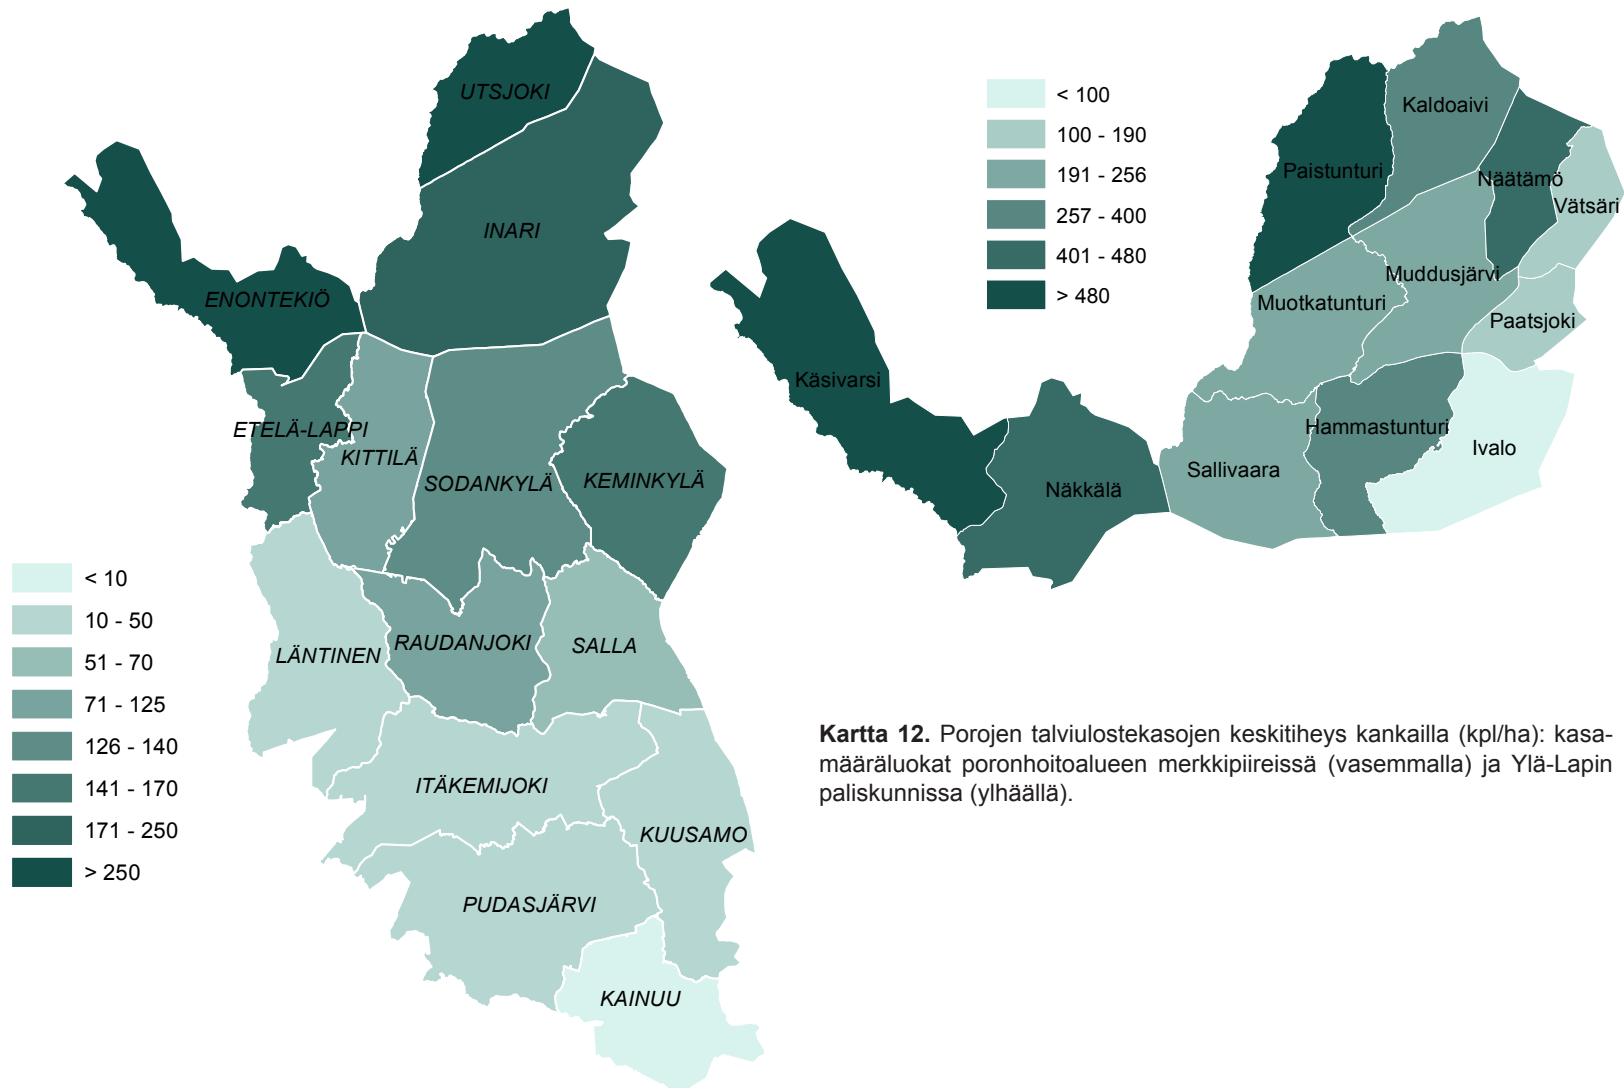 UTSJOKI
INARI
ENONTEKIÖ
ETELÄ-LAPPI
KITTILÄ
SODANKYLÄ
KEMINKYLÄ
LÄNTINEN
RAUDANJOKI
SALLA
ITÄKEMIJOKI
KUUSAMO
PUDASJÄRVI
KAINUU
< 10
10 - 50
51 - 70
71 - 125
126 - 140
141 - 170
171 - 250
> 250
< 100
100 - 190
191 - 256
257 - 400
401 - 480
> 480
Kaldoaivi
Paistunturi
Näätämö
Vätsäri
Muddusjärvi
Muotkatunturi
Paatsjoki
Käsivarsi
Hammastunturi
Ivalo
Sallivaara
Näkkälä
Kartta 12. Porojen talviulostekasojen keskitiheys kankailla (kpl/ha): kasa-
määräluokat poronhoitoalueen merkkipiireissä (vasemmalla) ja Ylä-Lapin
paliskunnissa (ylhäällä).